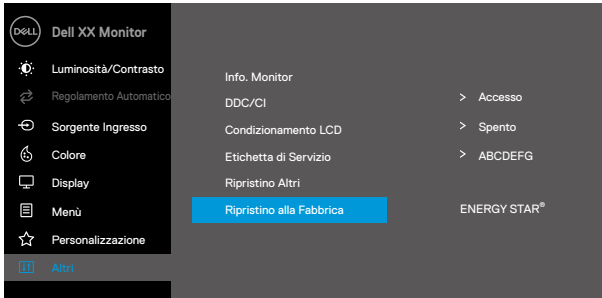 DELL Dell XX Monitor
Luminosità/Contrasto
Regolamento Automatico
Sorgente Ingresso
Colore
Display
Menù
Personalizzazione
Altri
Info. Monitor
DDC/CI > Accesso
Condizionamento LCD > Spento
Etichetta di Servizio > ABCDEFG
Ripristino Altri
Ripristino alla Fabbrica ENERGY STAR®